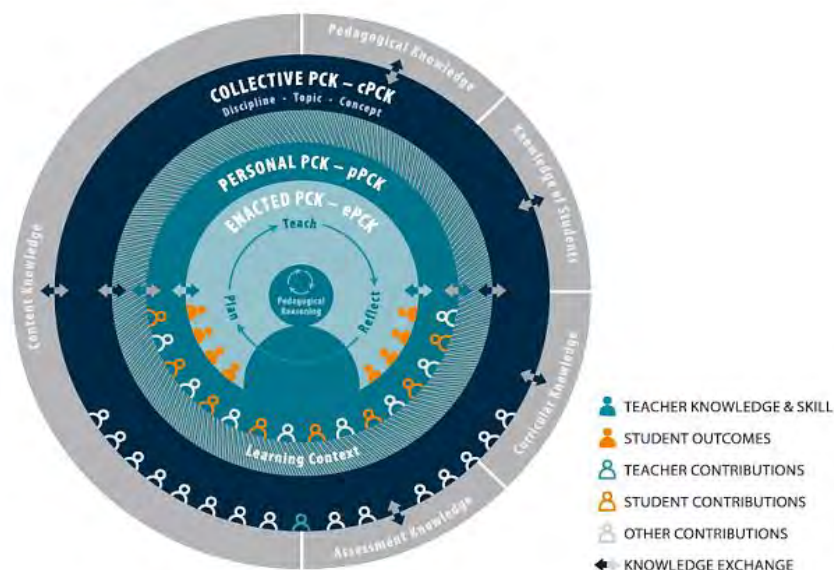 Pedagogical Knowledge
COLLECTIVE PCK – cPCK
Discipline - Topic - Concept
PERSONAL PCK – pPCK
ENACTED PCK – ePCK
Teach
Knowledge of Students
Content Knowledge
Pedagogical
Reasoning
Plan
Reflect
Curricular Knowledge
Learning Context
Assessment Knowledge
TEACHER KNOWLEDGE & SKILL
STUDENT OUTCOMES
TEACHER CONTRIBUTIONS
STUDENT CONTRIBUTIONS
OTHER CONTRIBUTIONS
KNOWLEDGE EXCHANGE